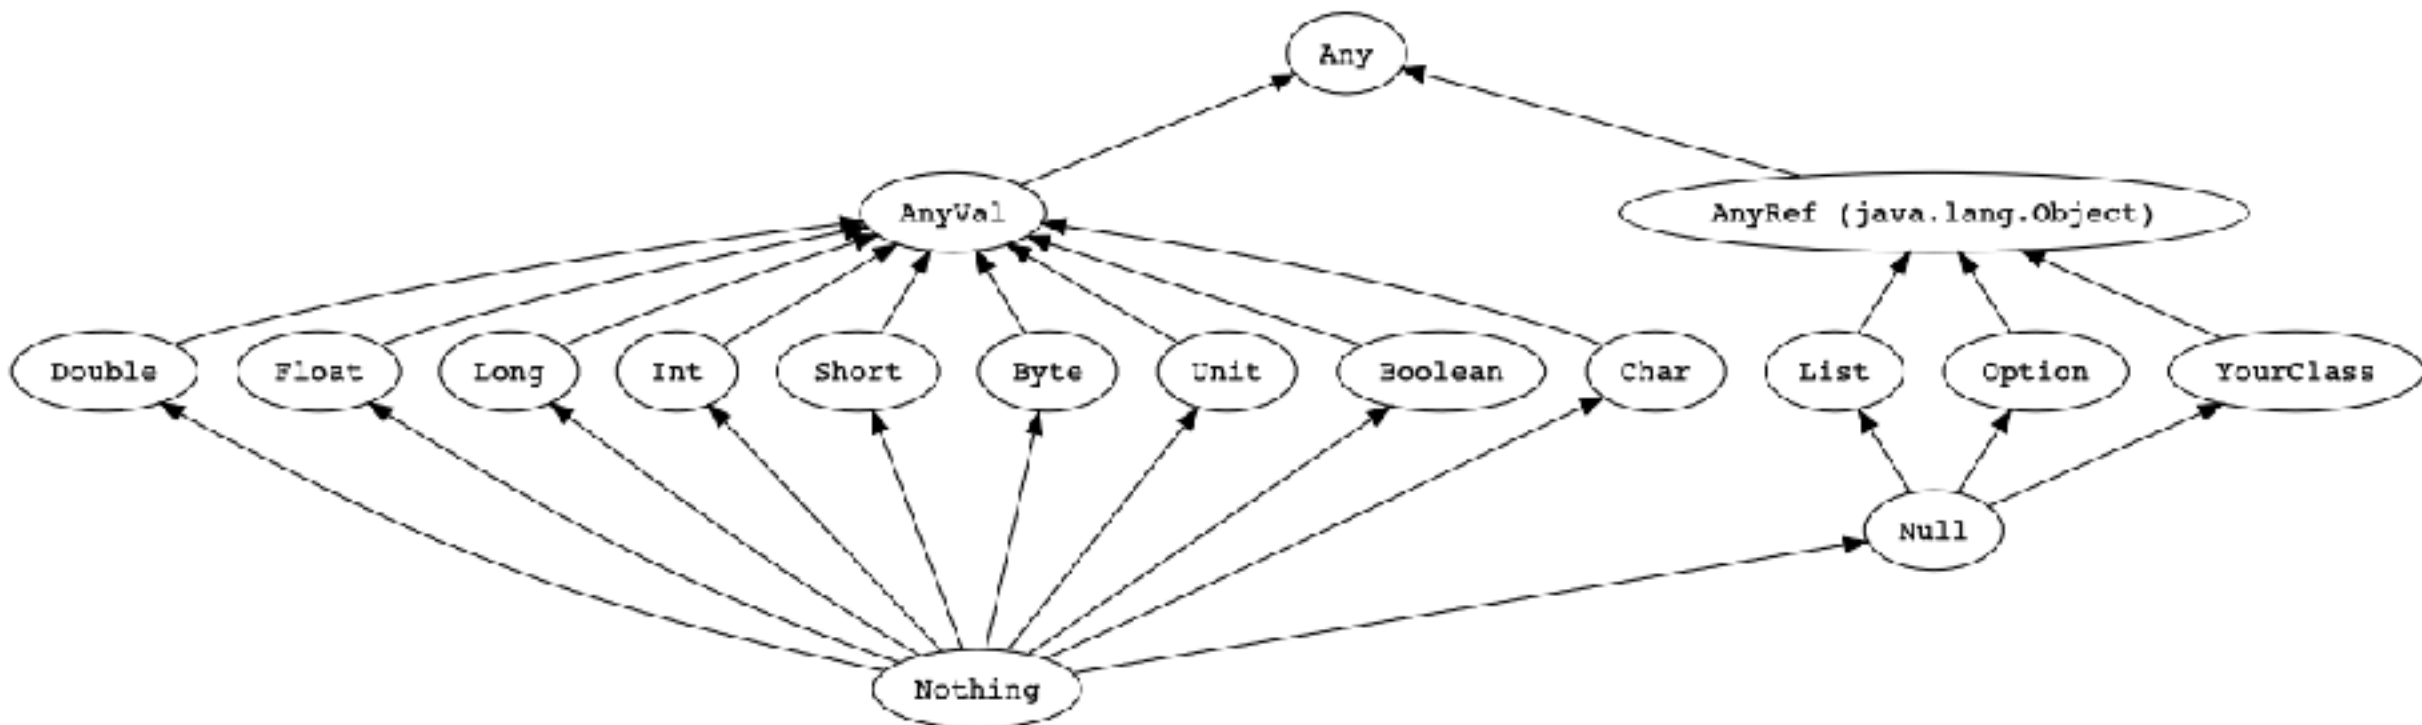 Any
AnyVal
AnyRef (java.lang.Object)
Double
Float
Long
Int
Short
Byte
Unit
Boolean
Char
List
Option
YourClass
Null
Nothing